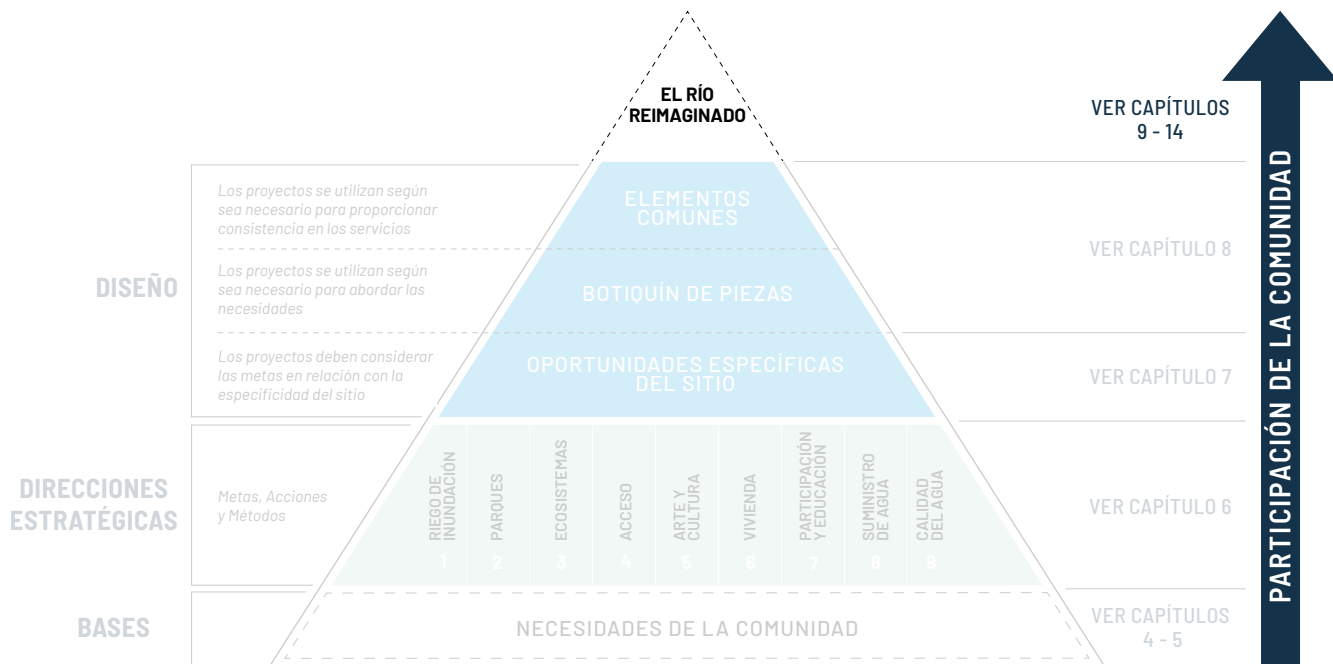 EL RÍO
REIMAGINADO
VER CAPÍTULOS
9 - 14
DISEÑO
Los proyectos se utilizan según
sea necesario para proporcionar
consistencia en los servicios
ELEMENTOS
COMUNES
VER CAPÍTULO 8
Los proyectos se utilizan según
sea necesario para abordar las
necesidades
BOTIQUÍN DE PIEZAS
Los proyectos deben considerar
las metas en relación con la
especificidad del sitio
OPORTUNIDADES ESPECÍFICAS
DEL SITIO
VER CAPÍTULO 7
DIRECCIONES
ESTRATÉGICAS
Metas, Acciones
y Métodos
RIEGO DE
INUNDACIÓN
1
PARQUES
2
ECOSISTEMAS
3
ACCESO
4
ARTE Y
CULTURA
5
VIVIENDA
6
PARTICIPACIÓN
Y EDUCACIÓN
7
SUMINISTRO
DE AGUA
8
CALIDAD
DEL AGUA
9
VER CAPÍTULO 6
BASES
NECESIDADES DE LA COMUNIDAD
VER CAPÍTULOS
4 - 5
PARTICIPACIÓN DE LA COMUNIDAD